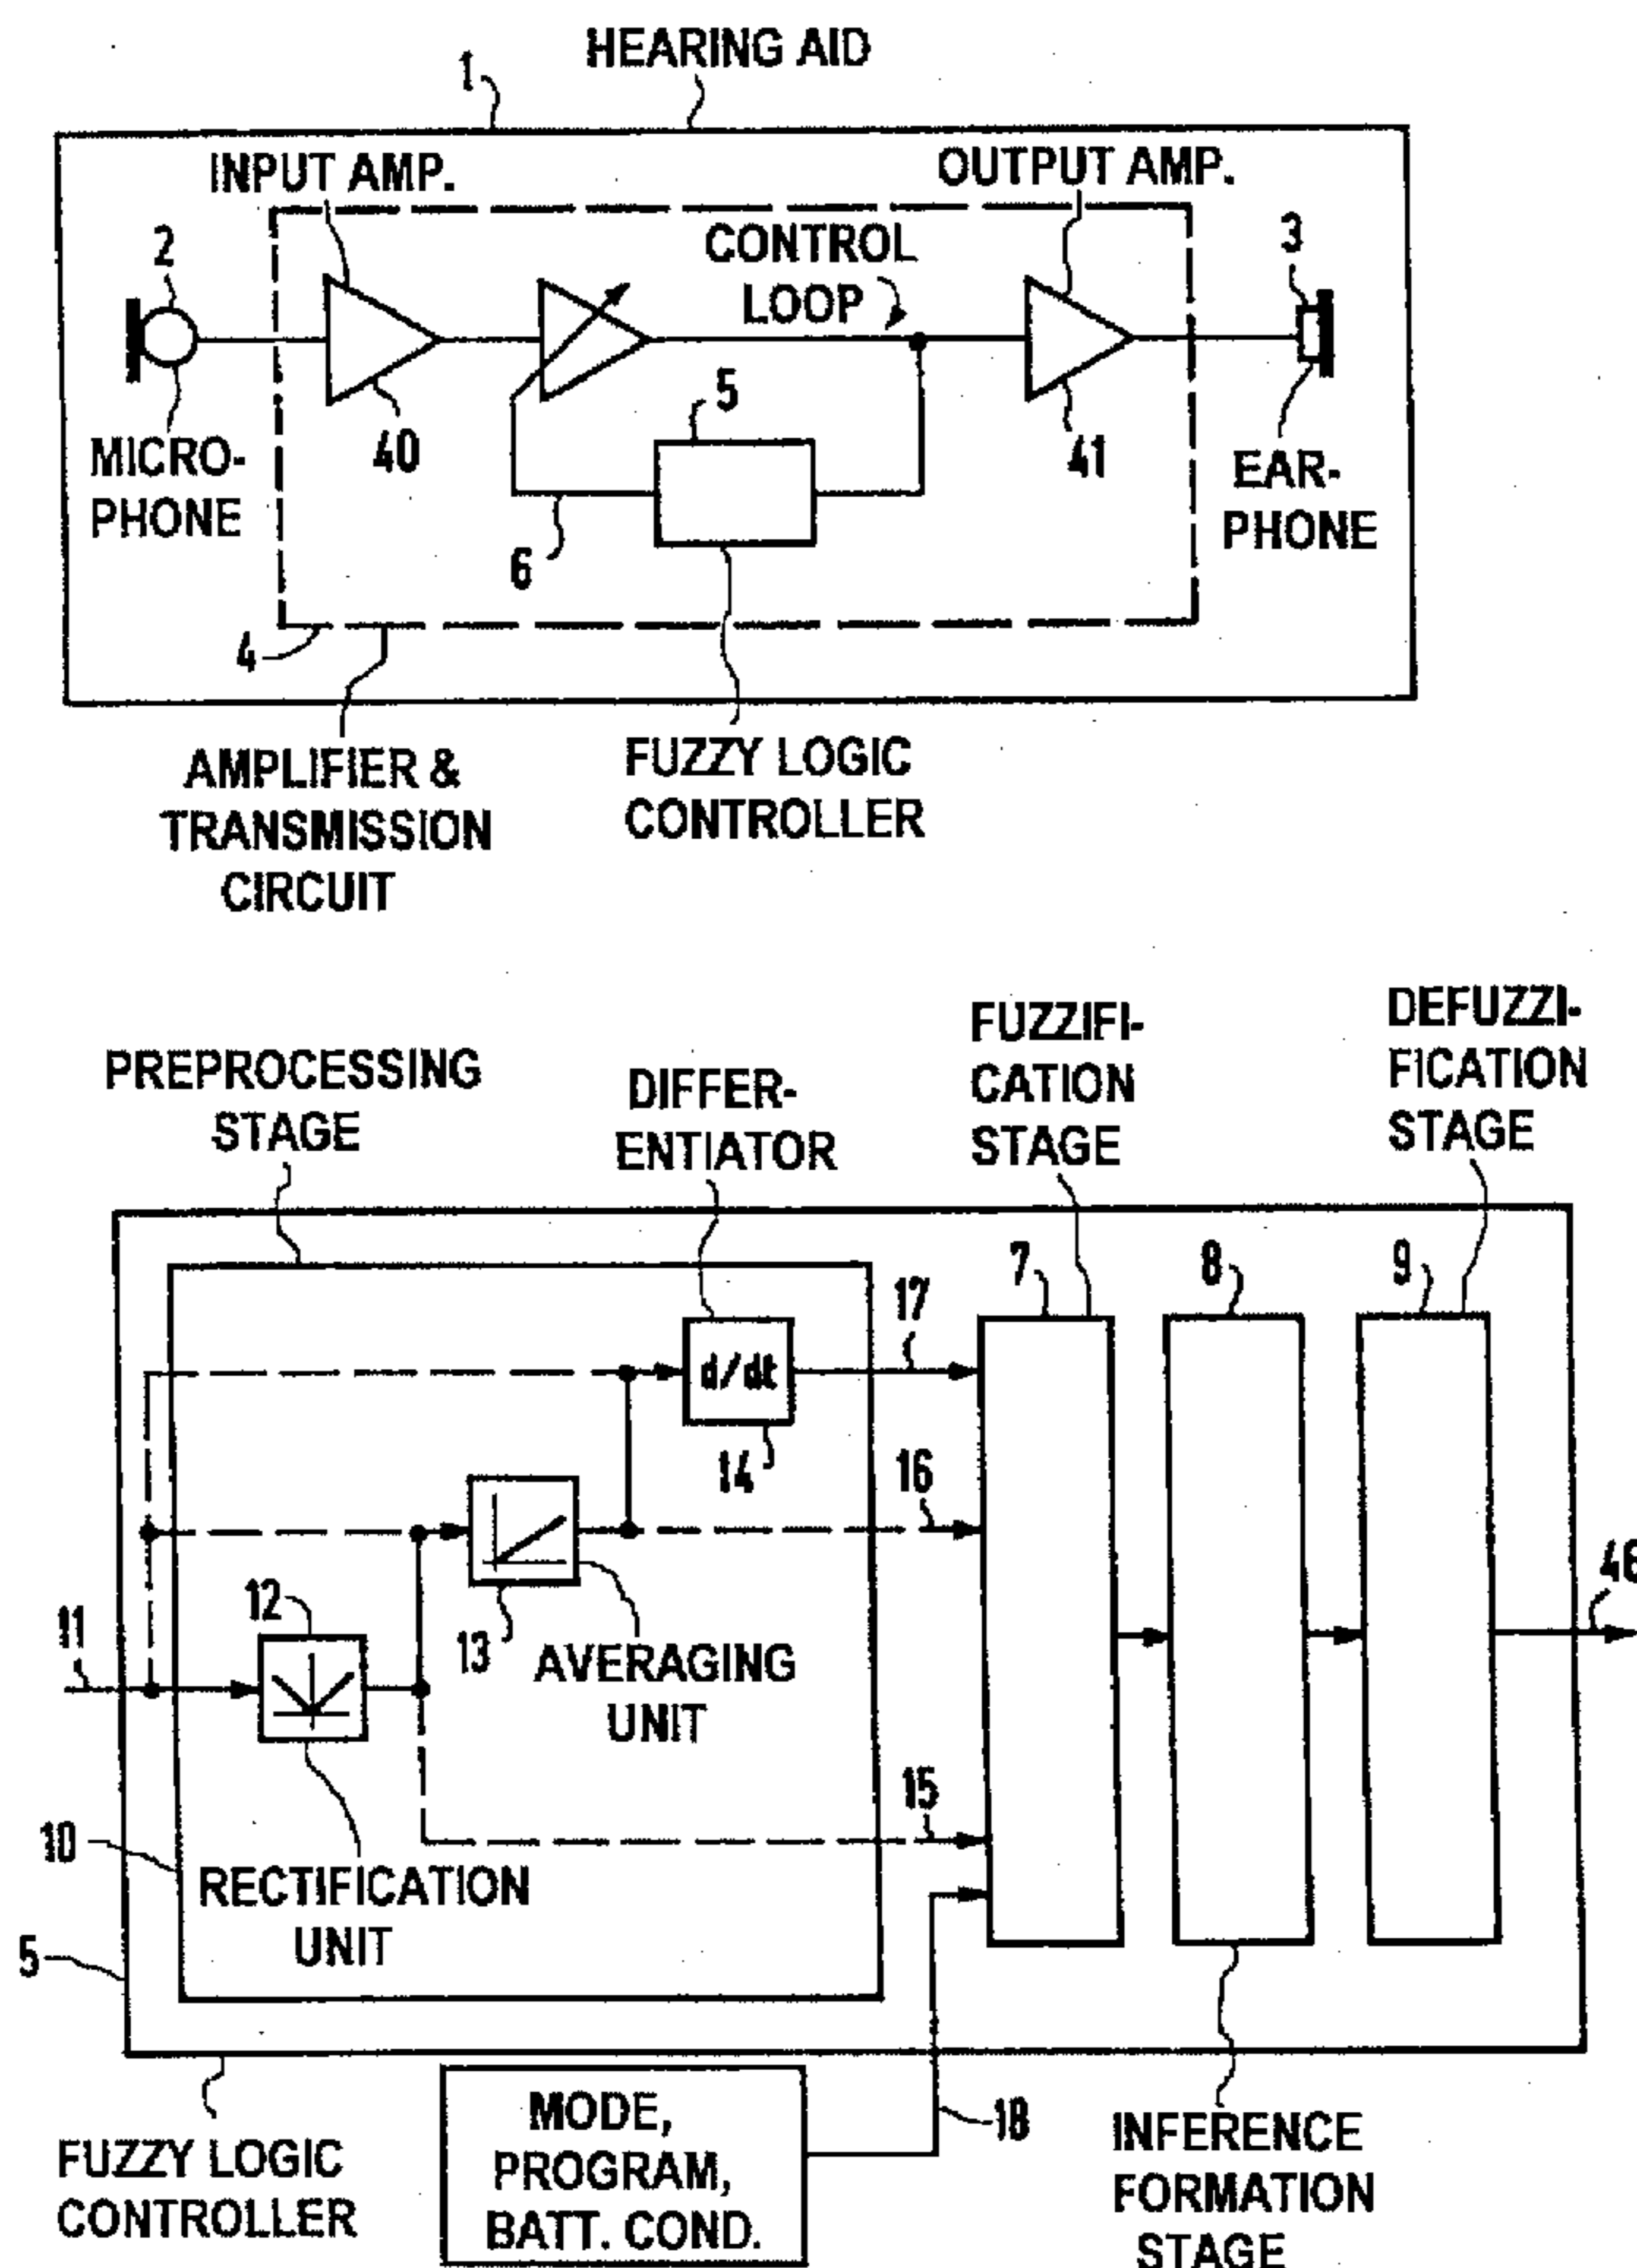 HEARING AID
1
INPUT AMP.
OUTPUT AMP.
2
CONTROL
LOOP
3
5
MICRO-
PHONE
40
41
EAR-
PHONE
6
4
AMPLIFIER &
TRANSMISSION
CIRCUIT
FUZZY LOGIC
CONTROLLER
PREPROCESSING
STAGE
DIFFER-
ENTIATOR
FUZZIFI-
CATION
STAGE
DEFUZZI-
FICATION
STAGE
7
8
9
17
d/dt
14
16
12
13
11
AVERAGING
UNIT
46
15
10
RECTIFICATION
UNIT
5
18
FUZZY LOGIC
CONTROLLER
MODE,
PROGRAM,
BATT. COND.
INFERENCE
FORMATION
STAGE